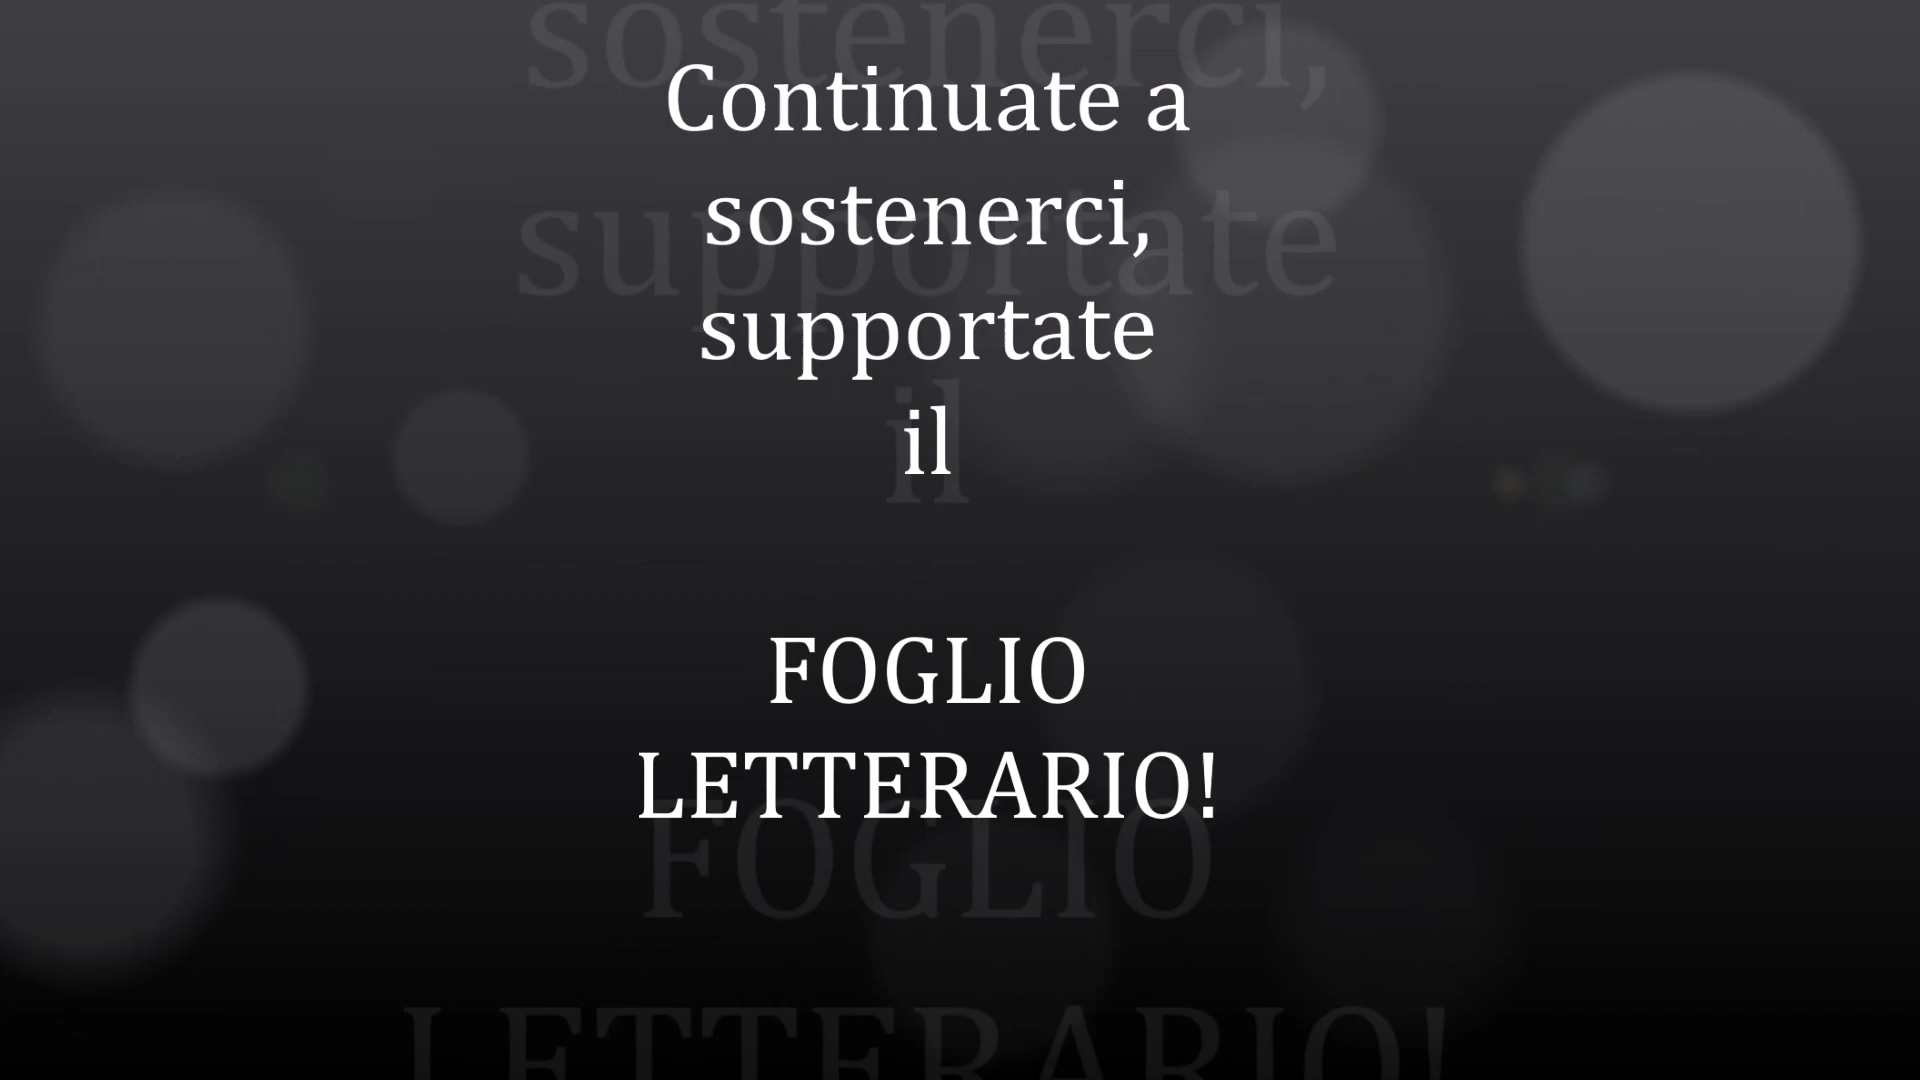 Continuate a
sostenerci,
supportate
il
FOGLIO
LETTERARIO!